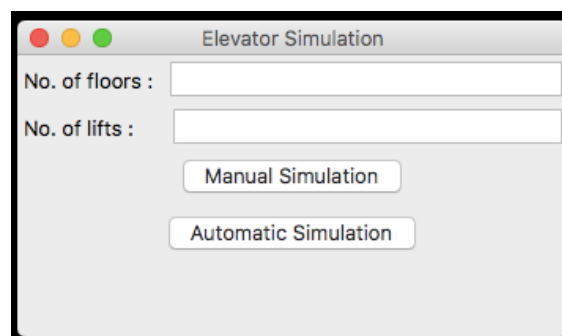 Elevator Simulation
No. of floors :
No. of lifts :
Manual Simulation
Automatic Simulation